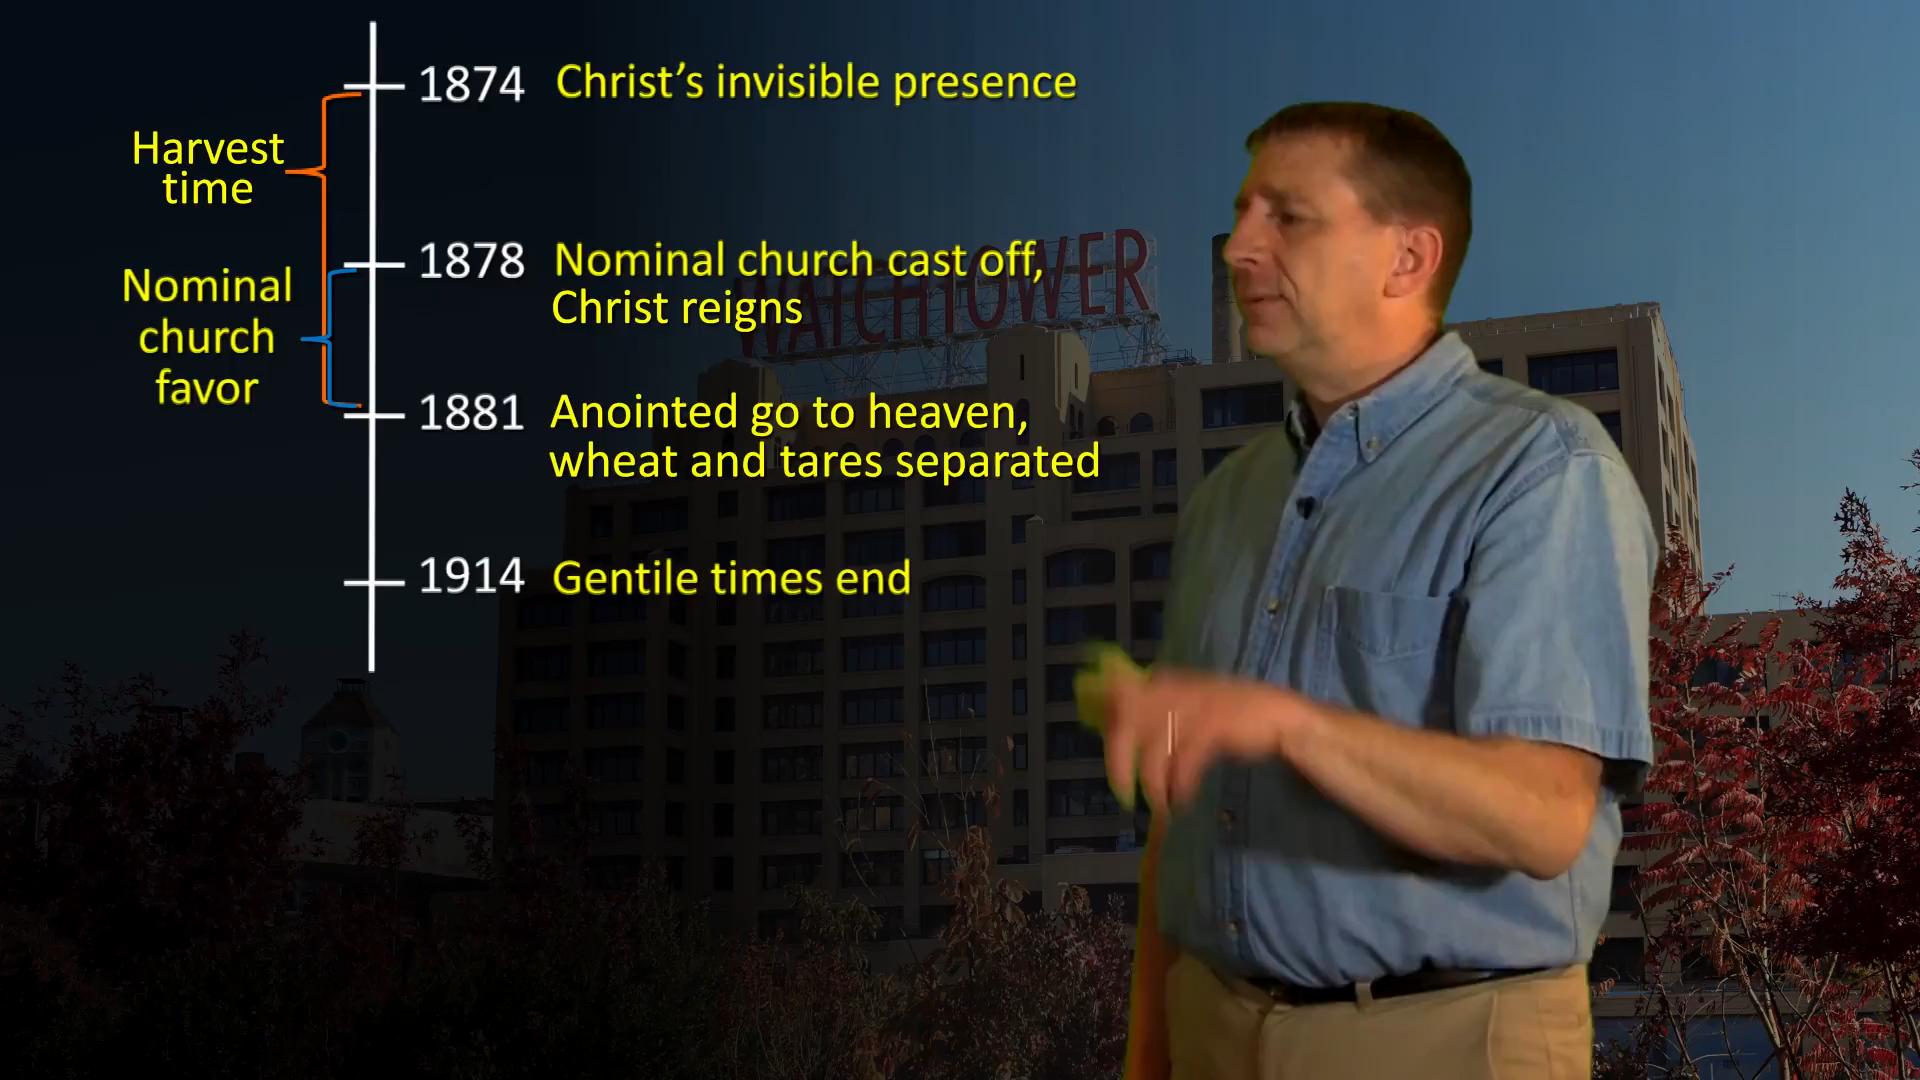 1874 Christ's invisible presence
Harvest
time
1878 Nominal church cast off,
Christ reigns
Nominal
church
favor
1881 Anointed go to heaven,
wheat and tares separated
1914 Gentile times end
WATCHTOWER